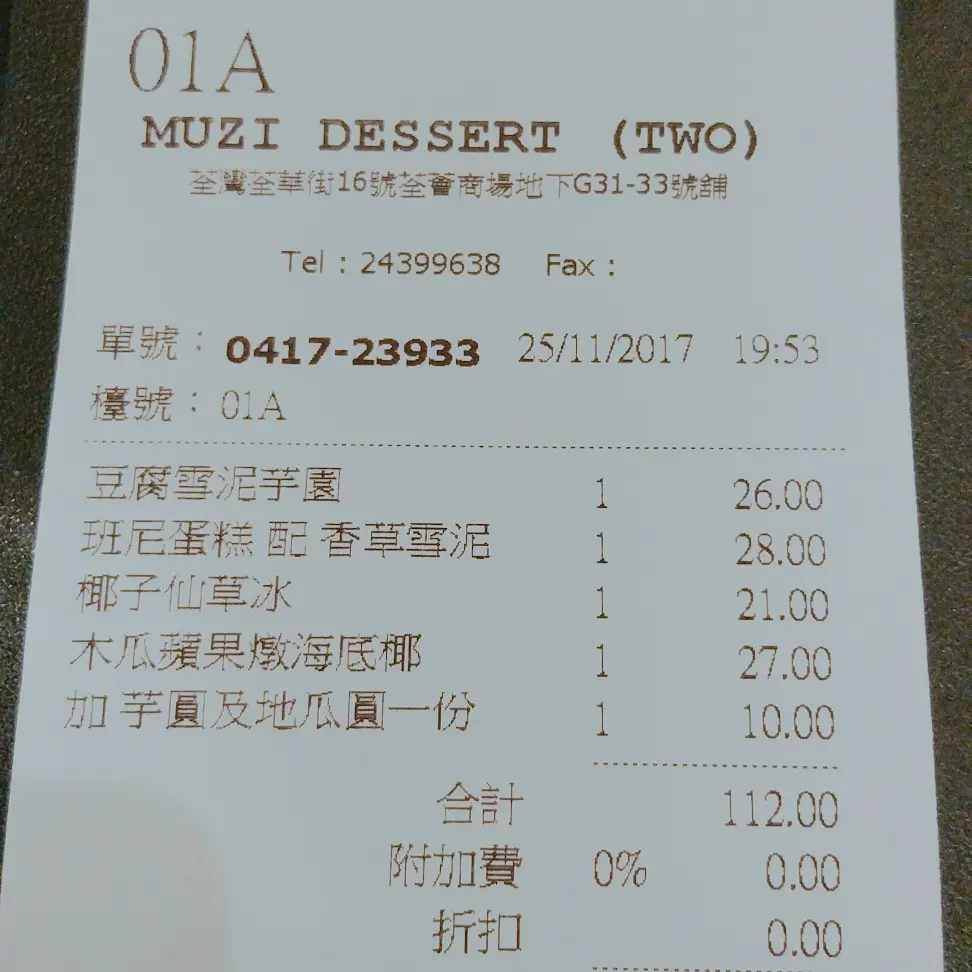 01A
MUZI DESSERT (TWO)
荃灣荃華街16號荃薈商場地下G31-33號舖
Tel : 24399638 Fax :
單號： 0417-23933 25/11/2017 19:53
檯號： 01A
豆腐雪泥芋園 1 26.00
班尼蛋糕 配 香草雪泥 1 28.00
椰子仙草冰 1 21.00
木瓜蘋果燉海底椰 1 27.00
加 芋圓及地瓜圓一份 1 10.00
合計 112.00
附加費 0% 0.00
折扣 0.00